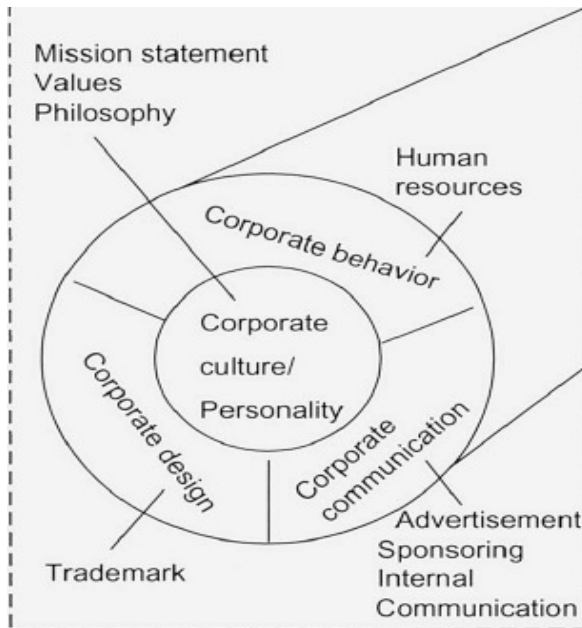 Mission statement
Values
Philosophy
Human
resources
Corporate behavior
Corporate
culture/
Personality
Corporate design
Corporate
communication
Trademark
Advertisement
Sponsoring
Internal
Communication